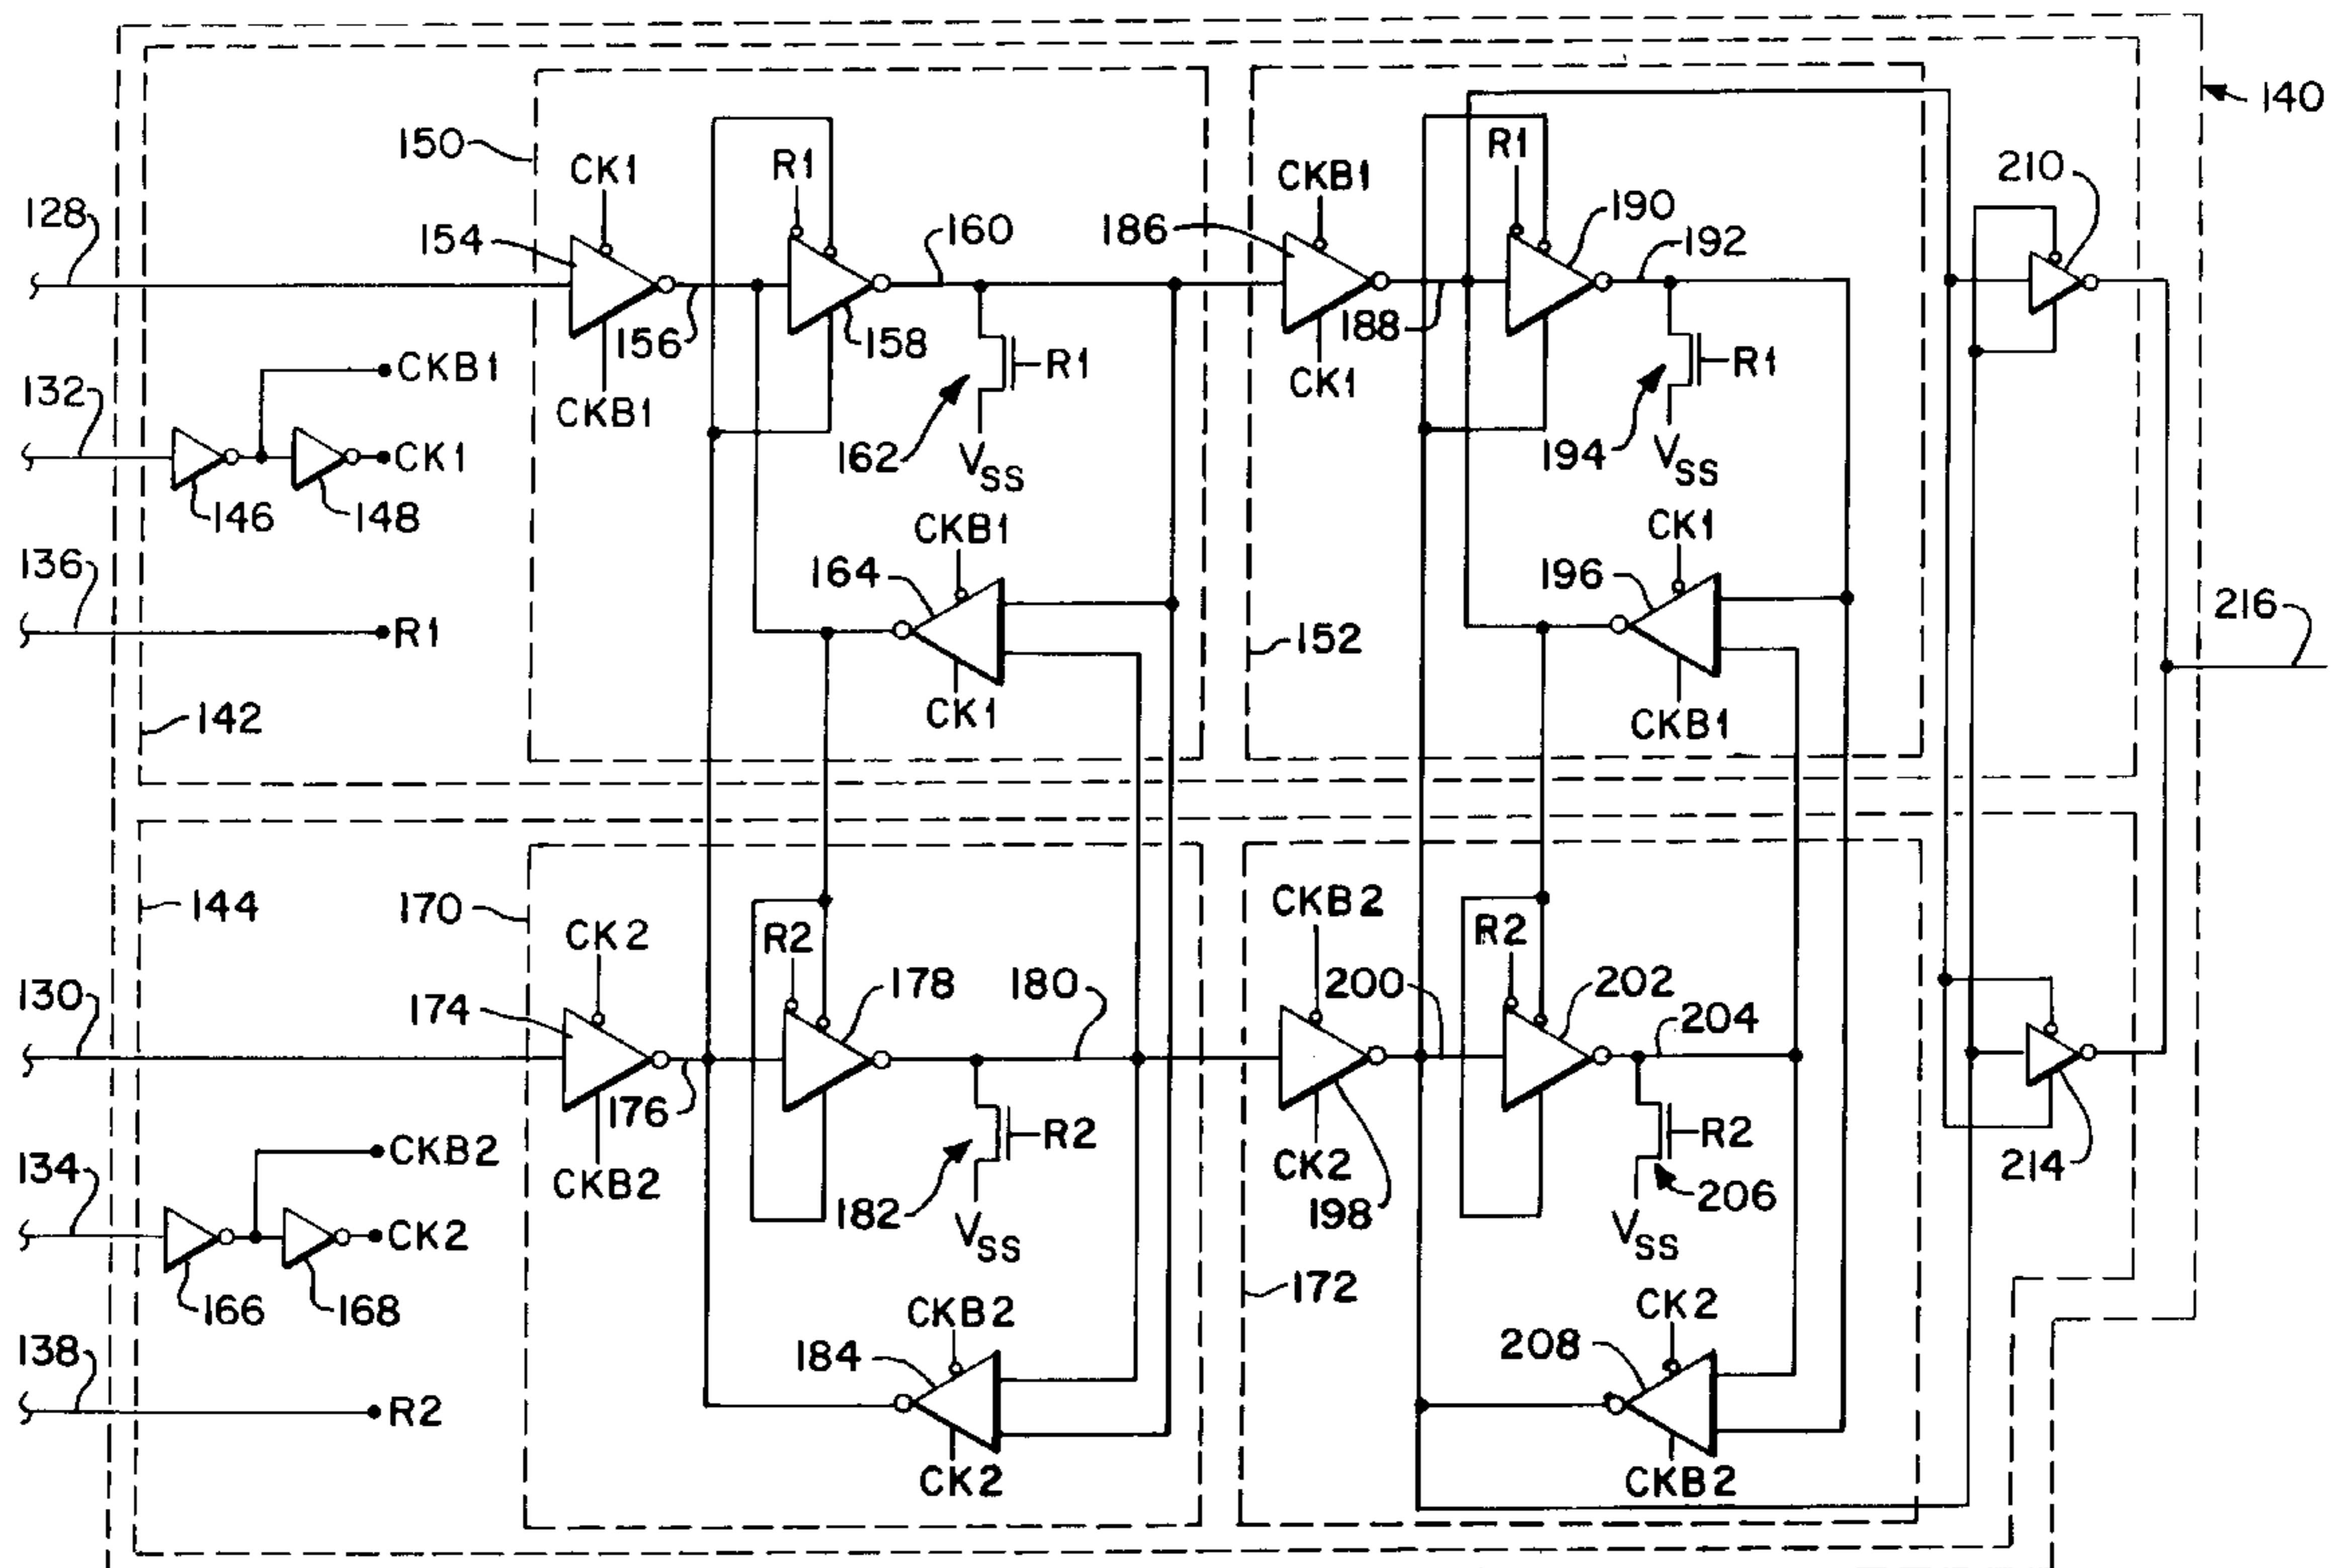 140
150
CK1
R1
CKB1
R1
210
128
154
160
186
190
192
156
158
R1
188
CK1
R1
CKB1
CKB1
132
162
VSS
194
VSS
CK1
146
148
CKB1
CK1
136
164
196
216
R1
152
142
CK1
CKB1
144
170
CK2
R2
CKB2
R2
130
174
178
180
200
202
204
176
R2
R2
CKB2
CK2
214
CKB2
134
182
VSS
198
206
VSS
CK2
172
166
168
CKB2
CK2
138
184
208
R2
CK2
CKB2